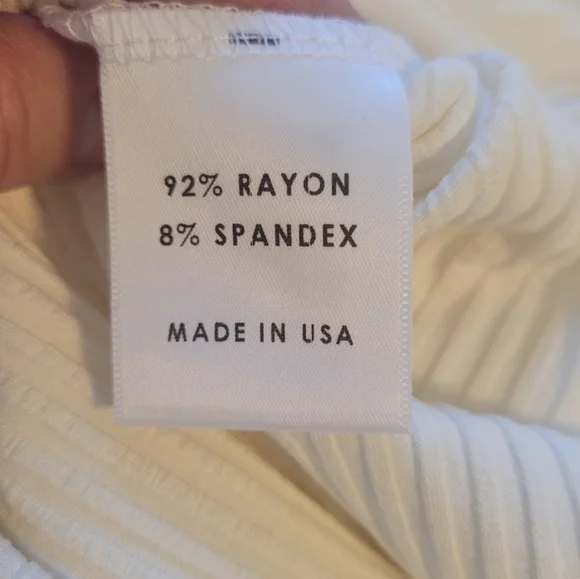 92% RAYON
8% SPANDEX
MADE IN USA